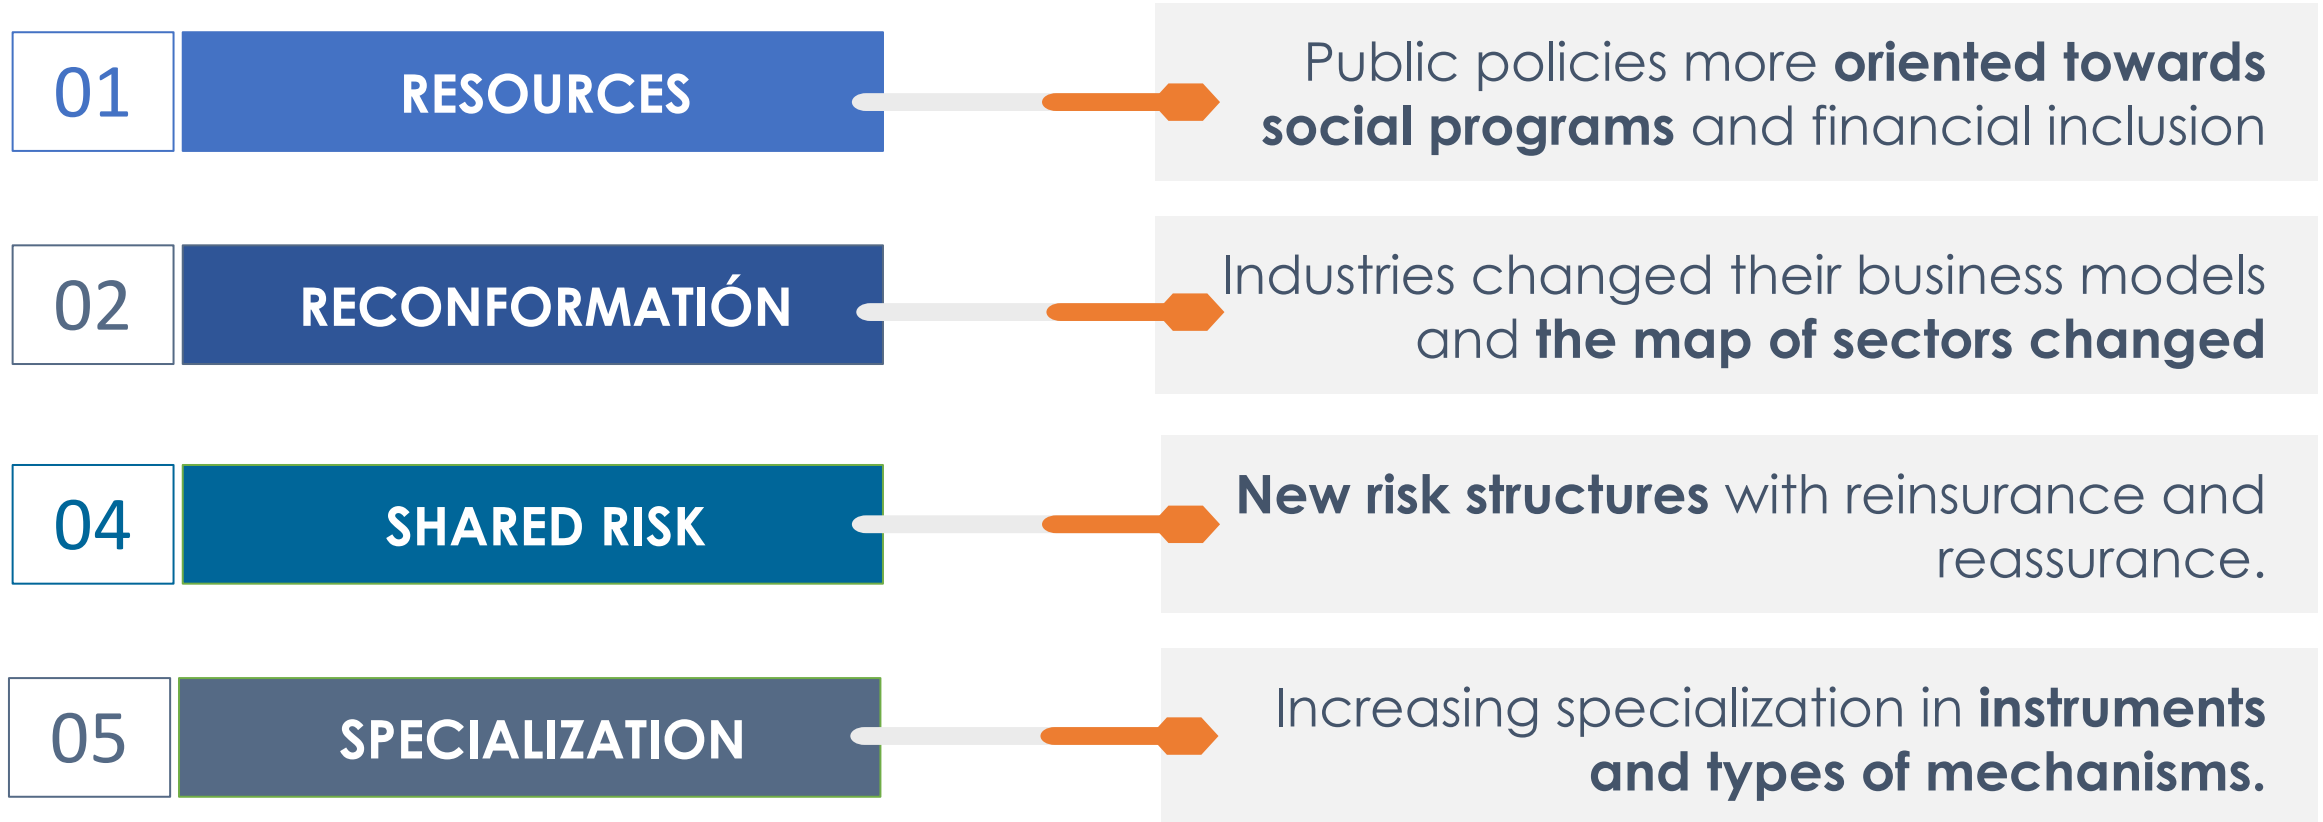 01
RESOURCES
Public policies more oriented towards
social programs and financial inclusion
02
RECONFORMATIÓN
Industries changed their business models
and the map of sectors changed
04
SHARED RISK
New risk structures with reinsurance and
reassurance.
05
SPECIALIZATION
Increasing specialization in instruments
and types of mechanisms.